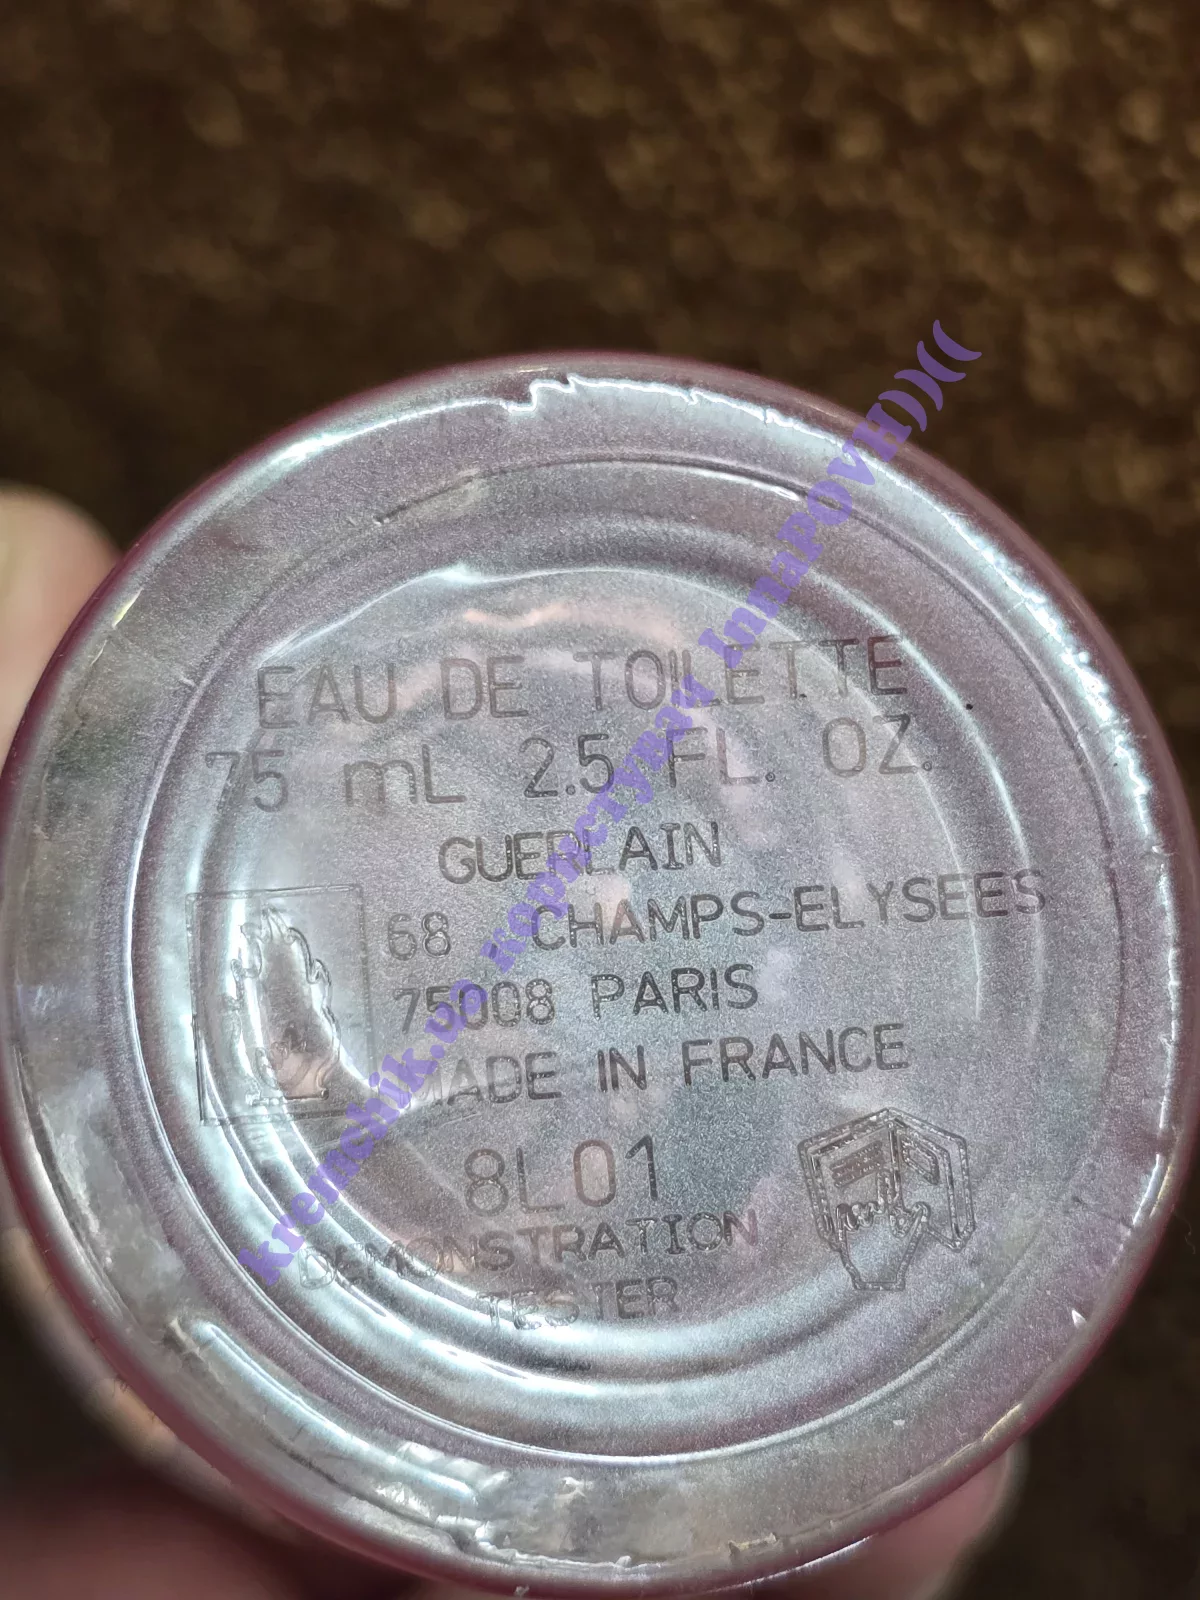 EAU DE TOILETTE
75 mL 2.5 FL. OZ.
GUERLAIN
68 CHAMPS-ELYSEES
75008 PARIS
MADE IN FRANCE
8L01
DEMONSTRATION
TESTER
kremchik.ua користувач InnaPOVH))((